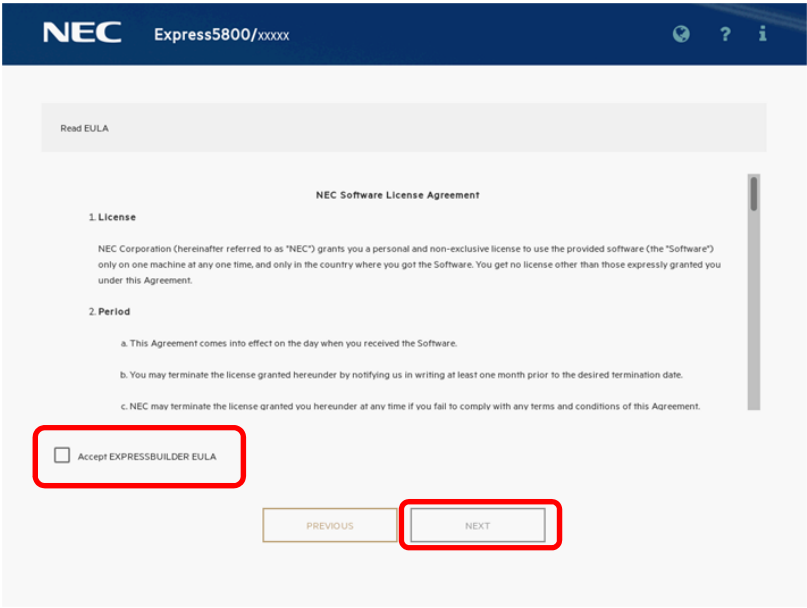 NEC Express5800/xxxxx ? i
Read EULA
NEC Software License Agreement
1. License
NEC Corporation (hereinafter referred to as "NEC") grants you a personal and non-exclusive license to use the provided software (the "Software")
only on one machine at any one time, and only in the country where you got the Software. You get no license other than those expressly granted you
under this Agreement.
2. Period
a. This Agreement comes into effect on the day when you received the Software.
b. You may terminate the license granted hereunder by notifying us in writing at least one month prior to the desired termination date.
c. NEC may terminate the license granted you hereunder at any time if you fail to comply with any terms and conditions of this Agreement.
Accept EXPRESSBUILDER EULA
PREVIOUS NEXT